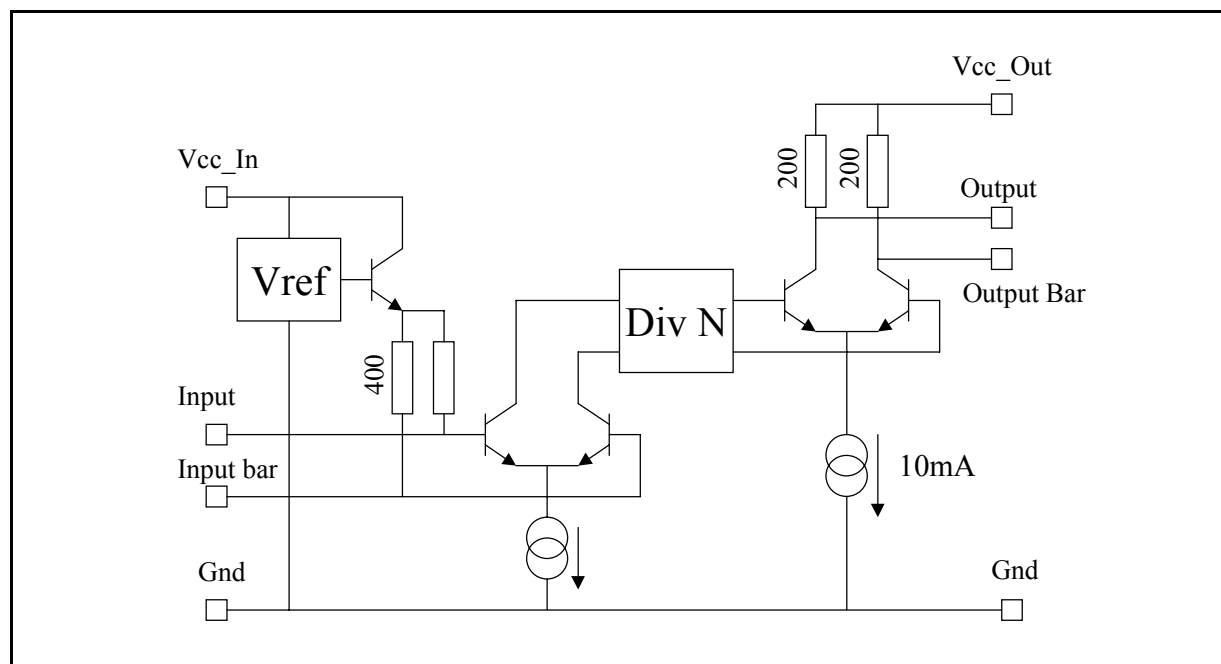 Vcc_Out
Vcc_In
200
200
Output
Vref
Div N
Output Bar
400
Input
Input bar
10mA
Gnd
Gnd